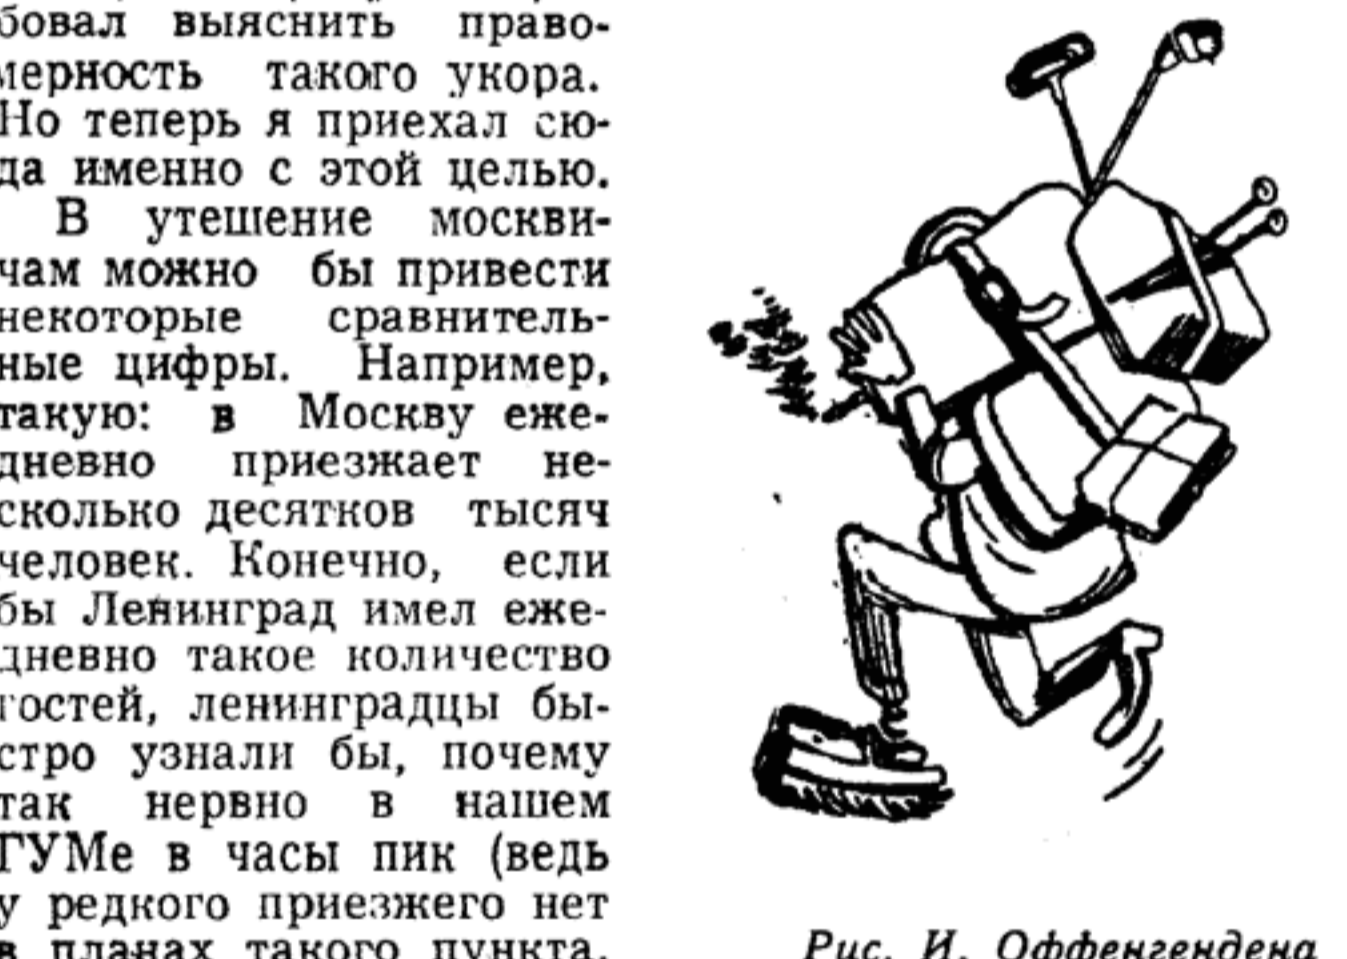 бовал выяснить право-
мерность такого укора.
Но теперь я приехал сю-
да именно с этой целью.
В утешение москви-
чам можно бы привести
некоторые сравнитель-
ные цифры. Например,
такую: в Москву еже-
дневно приезжает не-
сколько десятков тысяч
человек. Конечно, если
бы Ленинград имел еже-
дневно такое количество
гостей, ленинградцы бы-
стро узнали бы, почему
так нервно в нашем
ГУМе в часы пик (ведь
у редкого приезжего нет
в планах такого пункта,
Рис. И. Оффенгендена